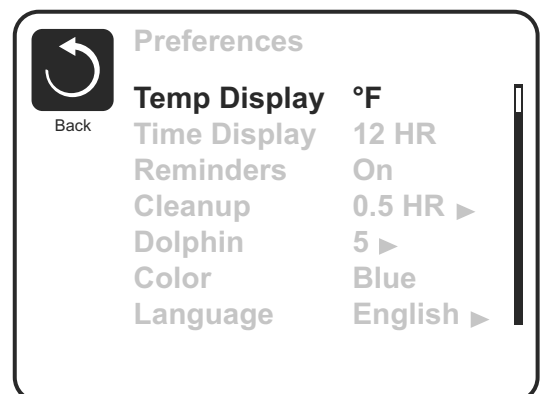 Preferences
Back
Temp Display °F
Time Display 12 HR
Reminders On
Cleanup 0.5 HR ►
Dolphin 5 ►
Color Blue
Language English ►